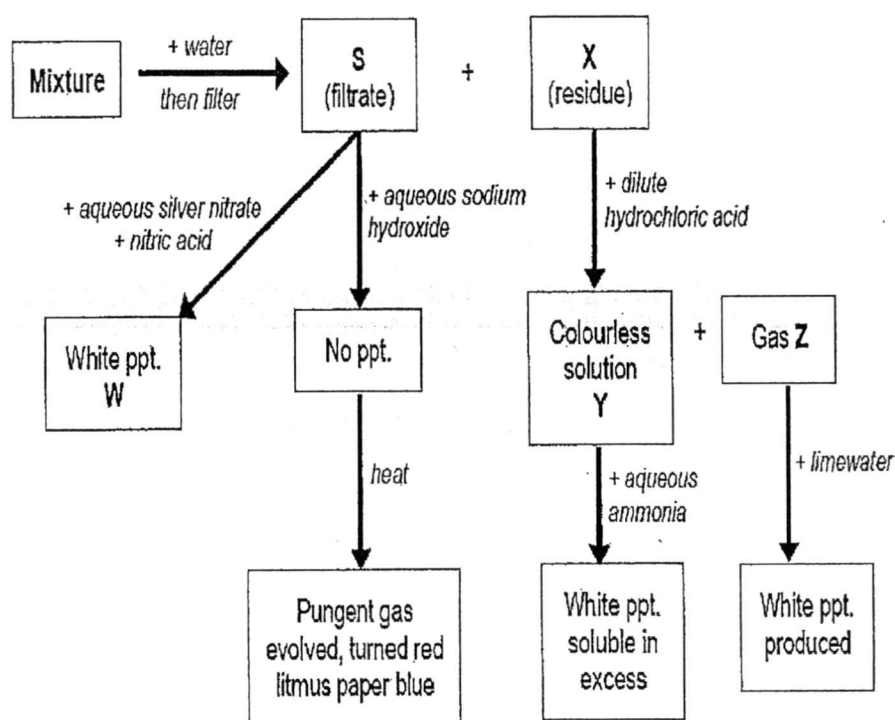 Mixture
+ water
then filter
S
(filtrate)
+
X
(residue)
+ aqueous silver nitrate
+ nitric acid
+ aqueous sodium
hydroxide
+ dilute
hydrochloric acid
White ppt.
W
No ppt.
Colourless
solution
Y
+
Gas Z
heat
+ aqueous
ammonia
+ limewater
Pungent gas
evolved, turned red
litmus paper blue
White ppt.
soluble in
excess
White ppt.
produced